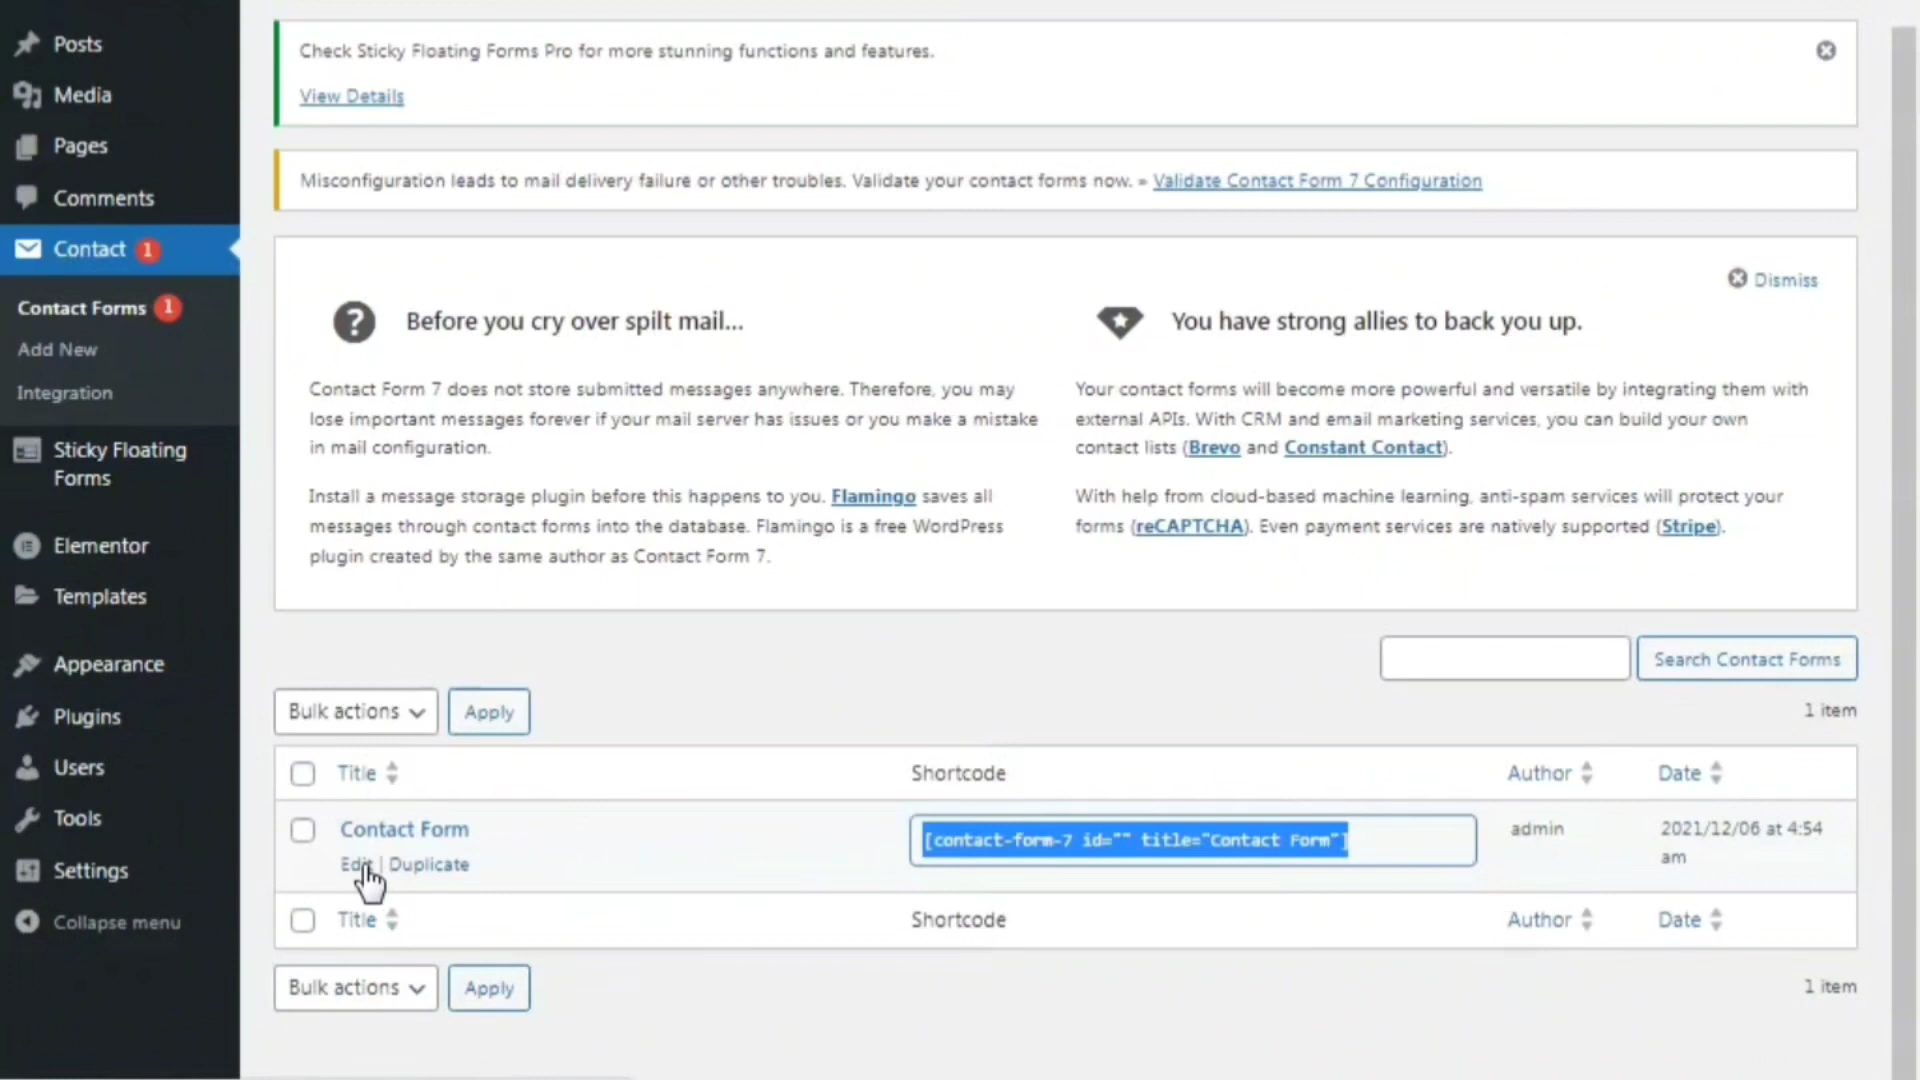 Posts
Media
Pages
Comments
Contact 1
Contact Forms 1
Add New
Integration
Sticky Floating
Forms
Elementor
Templates
Appearance
Plugins
Users
Tools
Settings
Collapse menu
Check Sticky Floating Forms Pro for more stunning functions and features.
View Details
Misconfiguration leads to mail delivery failure or other troubles. Validate your contact forms now. » Validate Contact Form 7 Configuration
Dismiss
Before you cry over spilt mail...
Contact Form 7 does not store submitted messages anywhere. Therefore, you may
lose important messages forever if your mail server has issues or you make a mistake
in mail configuration.
Install a message storage plugin before this happens to you. Flamingo saves all
messages through contact forms into the database. Flamingo is a free WordPress
plugin created by the same author as Contact Form 7.
You have strong allies to back you up.
Your contact forms will become more powerful and versatile by integrating them with
external APIs. With CRM and email marketing services, you can build your own
contact lists (Brevo and Constant Contact).
With help from cloud-based machine learning, anti-spam services will protect your
forms (reCAPTCHA). Even payment services are natively supported (Stripe).
Search Contact Forms
Bulk actions Apply 1 item
Title Shortcode Author Date
Contact Form [contact-form-7 id="" title="Contact Form"] admin 2021/12/06 at 4:54
am
Edit | Duplicate
Title Shortcode Author Date
Bulk actions Apply 1 item